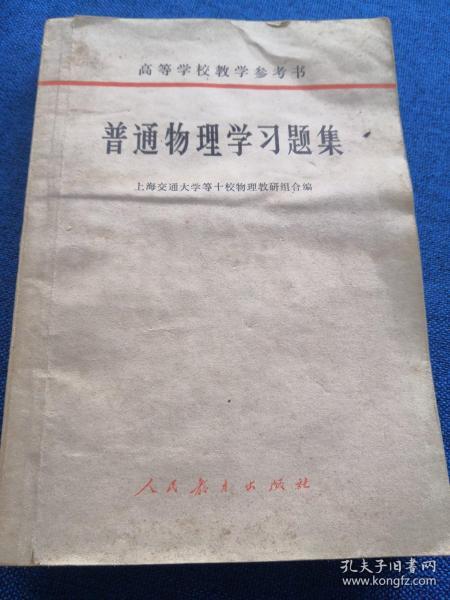 高等学校教学参考书
普通物理学习题集
上海交通大学等十校物理教研组合编
人民教育出版社
孔夫子旧书网
www.kongfz.com